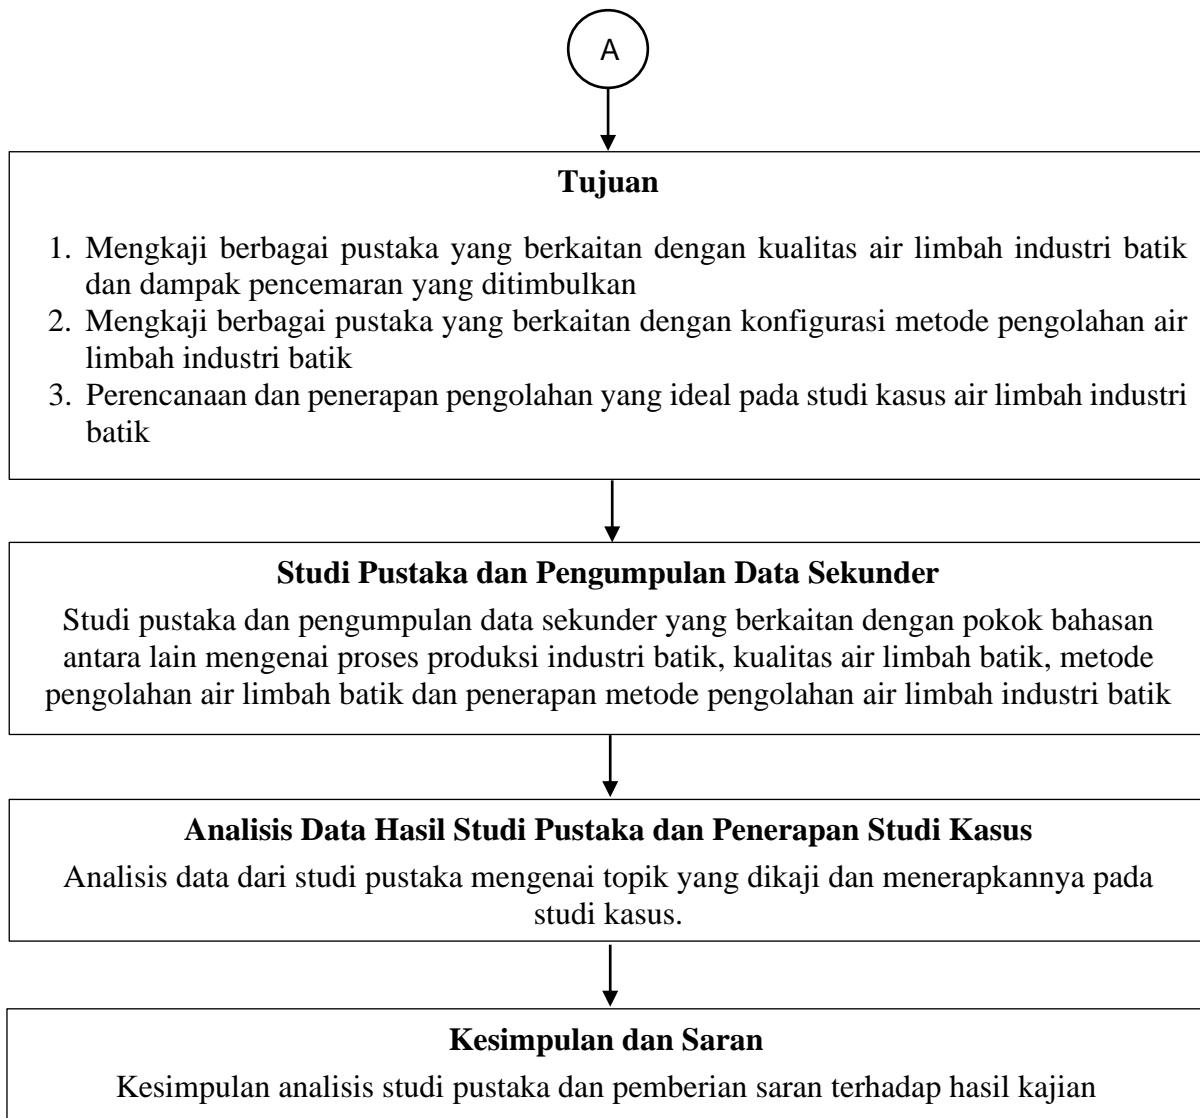 A
Tujuan
1. Mengkaji berbagai pustaka yang berkaitan dengan kualitas air limbah industri batik
dan dampak pencemaran yang ditimbulkan
2. Mengkaji berbagai pustaka yang berkaitan dengan konfigurasi metode pengolahan air
limbah industri batik
3. Perencanaan dan penerapan pengolahan yang ideal pada studi kasus air limbah industri
batik
Studi Pustaka dan Pengumpulan Data Sekunder
Studi pustaka dan pengumpulan data sekunder yang berkaitan dengan pokok bahasan
antara lain mengenai proses produksi industri batik, kualitas air limbah batik, metode
pengolahan air limbah batik dan penerapan metode pengolahan air limbah industri batik
Analisis Data Hasil Studi Pustaka dan Penerapan Studi Kasus
Analisis data dari studi pustaka mengenai topik yang dikaji dan menerapkannya pada
studi kasus.
Kesimpulan dan Saran
Kesimpulan analisis studi pustaka dan pemberian saran terhadap hasil kajian